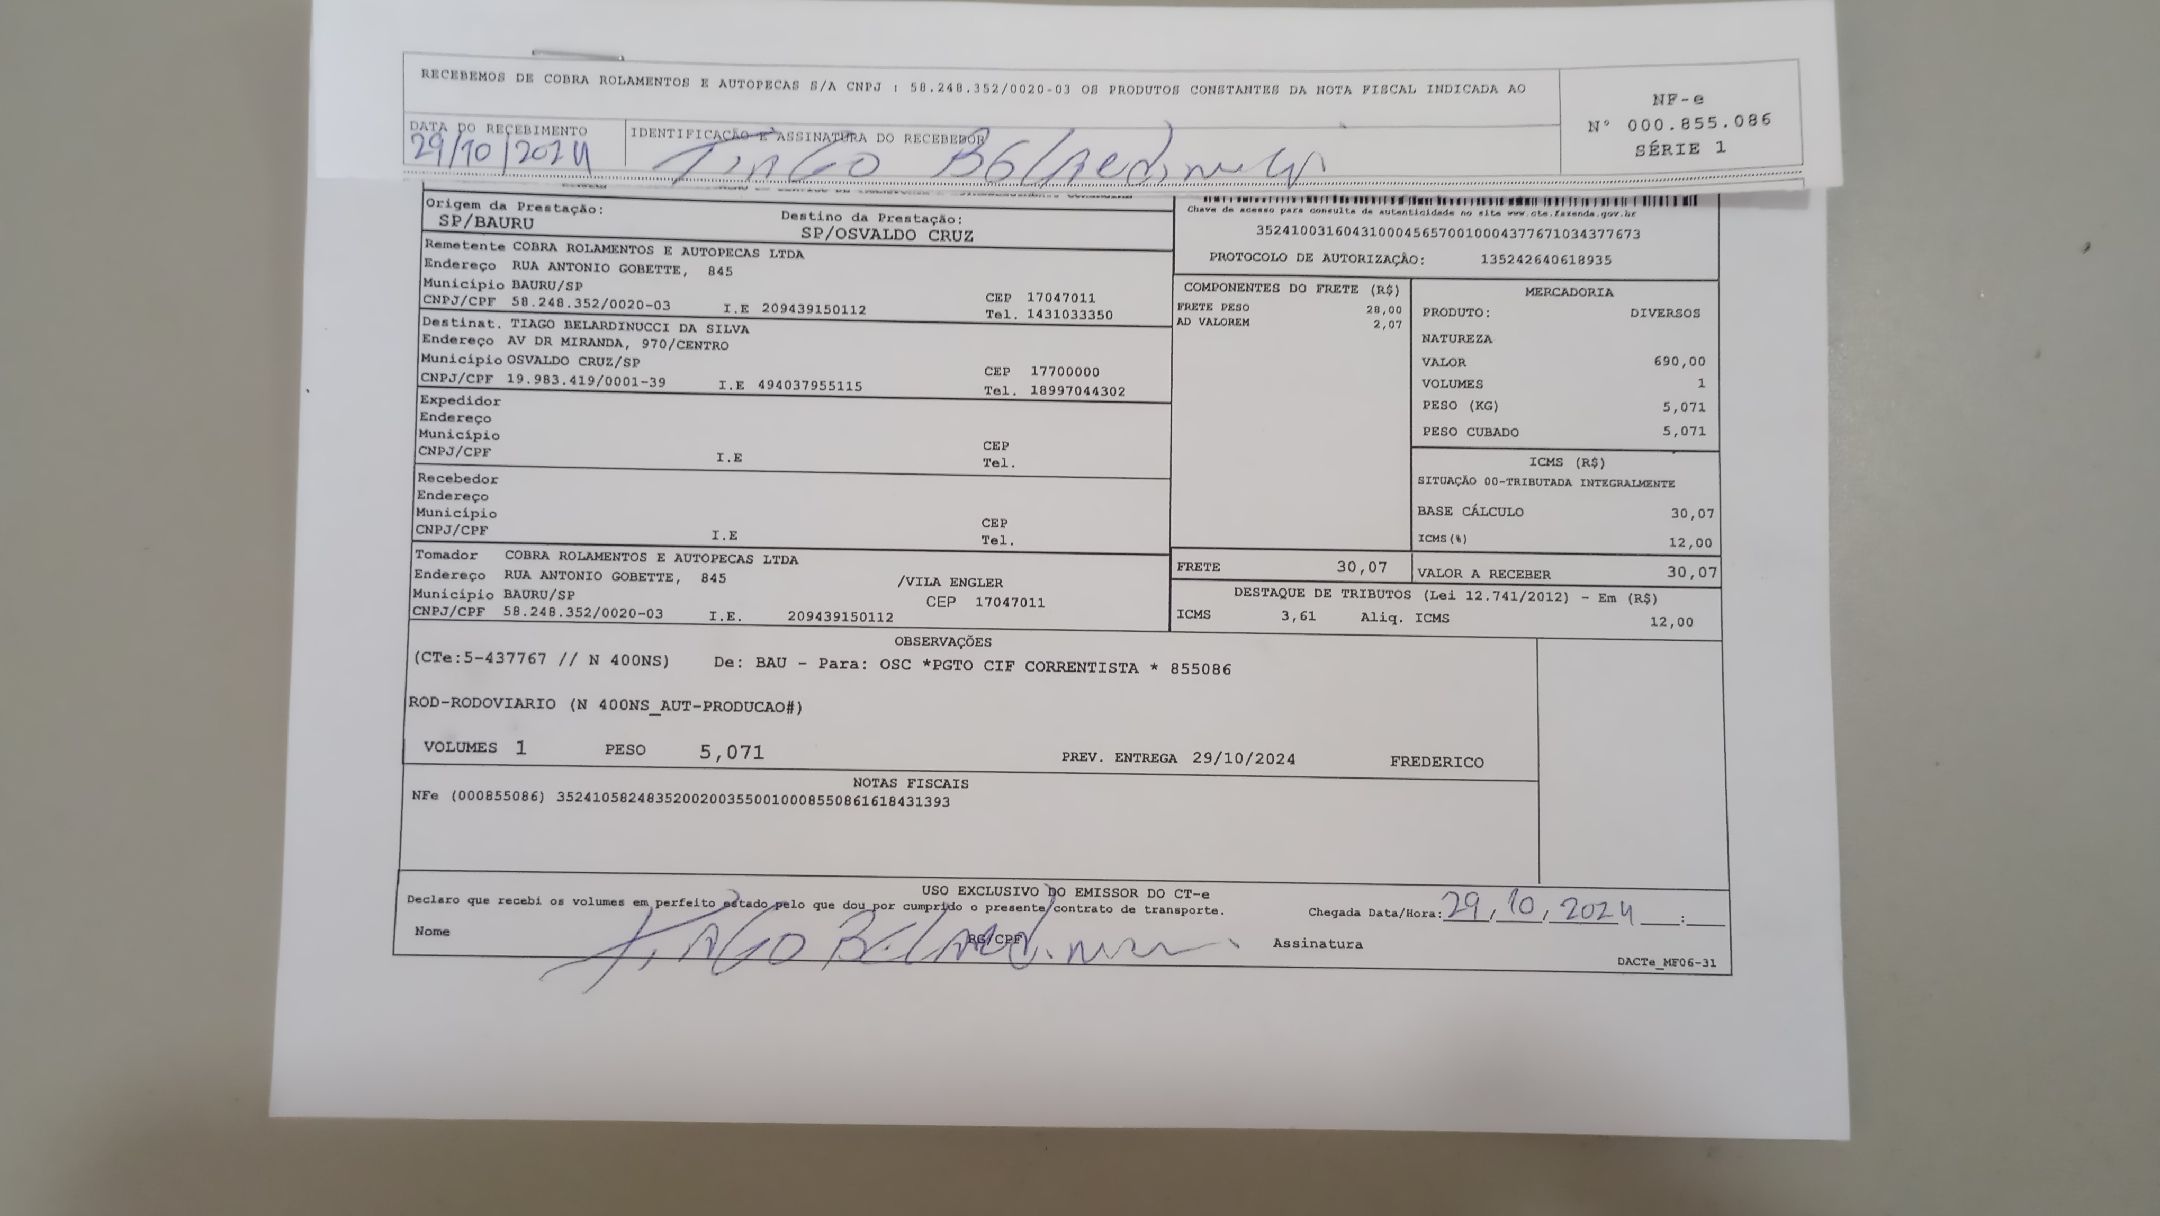 RECEBEMOS DE COBRA ROLAMENTOS E AUTOPECAS S/A CNPJ : 58.248.352/0020-03 OS PRODUTOS CONSTANTES DA NOTA FISCAL INDICADA AO
NF-e
N° 000.855.086
SÉRIE 1
DATA DO RECEBIMENTO
29/10/2024
IDENTIFICAÇÃO E ASSINATURA DO RECEBEDOR
Origem da Prestação:
SP/BAURU
Destino da Prestação:
SP/OSVALDO CRUZ
Chave de acesso para consulta de autenticidade no site www.cte.fazenda.gov.br
35241003160431000456570010004377671034377673
PROTOCOLO DE AUTORIZAÇÃO: 135242640618935
Remetente COBRA ROLAMENTOS E AUTOPECAS LTDA
Endereço RUA ANTONIO GOBETTE, 845
Município BAURU/SP CEP 17047011
CNPJ/CPF 58.248.352/0020-03 I.E 209439150112 Tel. 1431033350
Destinat. TIAGO BELARDINUCCI DA SILVA
Endereço AV DR MIRANDA, 970/CENTRO
Município OSVALDO CRUZ/SP CEP 17700000
CNPJ/CPF 19.983.419/0001-39 I.E 494037955115 Tel. 18997044302
Expedidor
Endereço
Município CEP
CNPJ/CPF I.E Tel.
Recebedor
Endereço
Município CEP
CNPJ/CPF I.E Tel.
Tomador COBRA ROLAMENTOS E AUTOPECAS LTDA
Endereço RUA ANTONIO GOBETTE, 845 /VILA ENGLER
Município BAURU/SP CEP 17047011
CNPJ/CPF 58.248.352/0020-03 I.E. 209439150112
COMPONENTES DO FRETE (R$)
FRETE PESO 28,00
AD VALOREM 2,07
MERCADORIA
PRODUTO: DIVERSOS
NATUREZA
VALOR 690,00
VOLUMES 1
PESO (KG) 5,071
PESO CUBADO 5,071
ICMS (R$)
SITUAÇÃO 00-TRIBUTADA INTEGRALMENTE
BASE CÁLCULO 30,07
ICMS(%) 12,00
FRETE 30,07
VALOR A RECEBER 30,07
DESTAQUE DE TRIBUTOS (Lei 12.741/2012) - Em (R$)
ICMS 3,61 Aliq. ICMS 12,00
OBSERVAÇÕES
(CTe:5-437767 // N 400NS) De: BAU - Para: OSC *PGTO CIF CORRENTISTA * 855086
ROD-RODOVIARIO (N 400NS_AUT-PRODUCAO#)
VOLUMES 1 PESO 5,071 PREV. ENTREGA 29/10/2024 FREDERICO
NOTAS FISCAIS
NFe (000855086) 35241058248352002003550010008550861618431393
USO EXCLUSIVO DO EMISSOR DO CT-e
Declaro que recebi os volumes em perfeito estado pelo que dou por cumprido o presente contrato de transporte.
Chegada Data/Hora: 29, 10, 2024 __:__
Nome RG/CPF Assinatura
DACTe_MF06-31